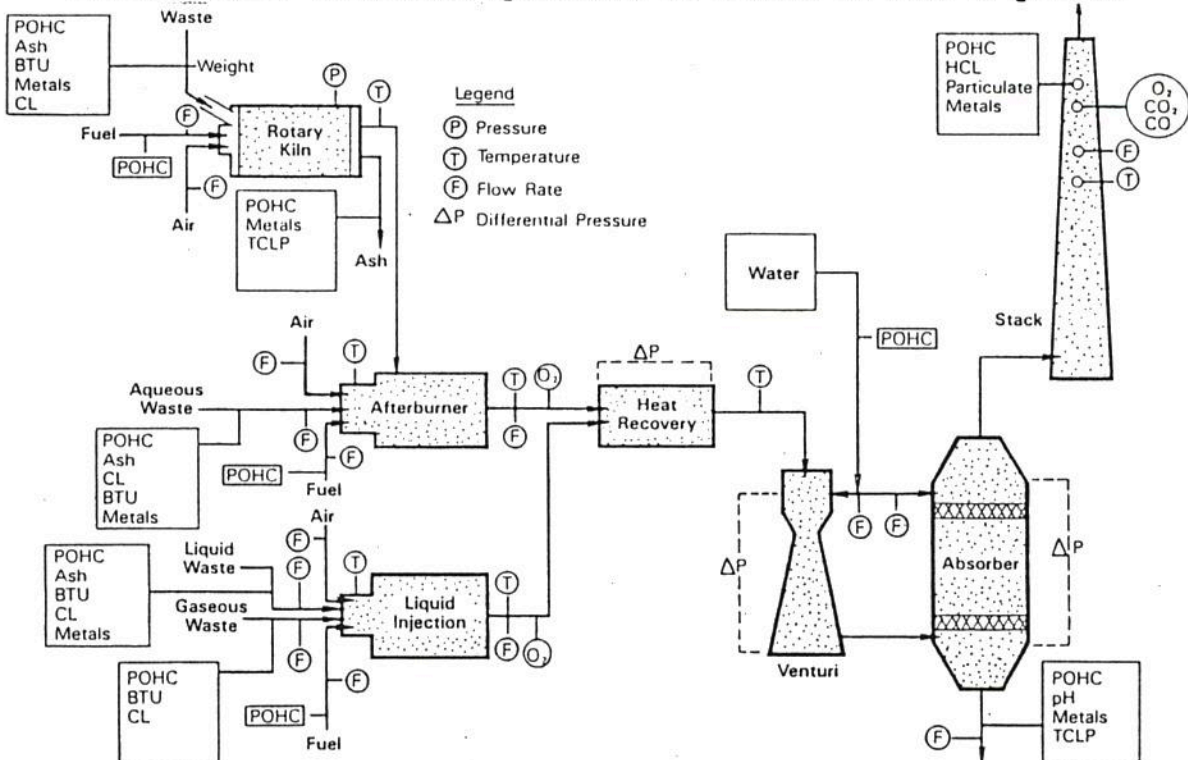 Waste
POHC
Ash
BTU
Metals
CL
Weight
P
T
Fuel
F
POHC
Rotary
Kiln
Air
F
POHC
Metals
TCLP
Ash
Legend
P Pressure
T Temperature
F Flow Rate
ΔP Differential Pressure
POHC
HCL
Particulate
Metals
O₂
CO₂
CO
F
T
Stack
Water
POHC
Air
F
T
Aqueous
Waste
F
Afterburner
T
F
O₂
POHC
Ash
CL
BTU
Metals
POHC
F
Fuel
ΔP
Heat
Recovery
T
F
F
ΔP
Venturi
Absorber
ΔP
Air
F
T
Liquid
Waste
F
Gaseous
Waste
F
Liquid
Injection
T
F
O₂
POHC
Ash
BTU
CL
Metals
POHC
BTU
CL
F
POHC
Fuel
F
POHC
pH
Metals
TCLP